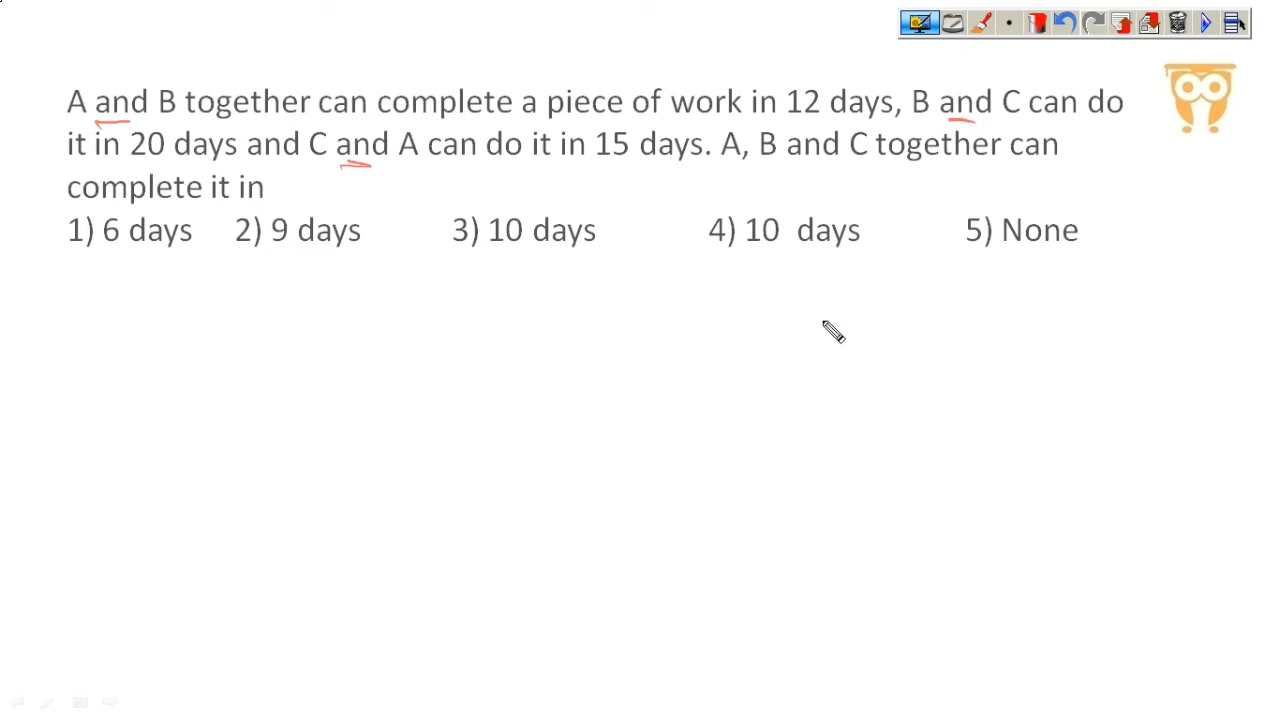 A and B together can complete a piece of work in 12 days, B and C can do
it in 20 days and C and A can do it in 15 days. A, B and C together can
complete it in
1) 6 days 2) 9 days 3) 10 days 4) 10 days 5) None